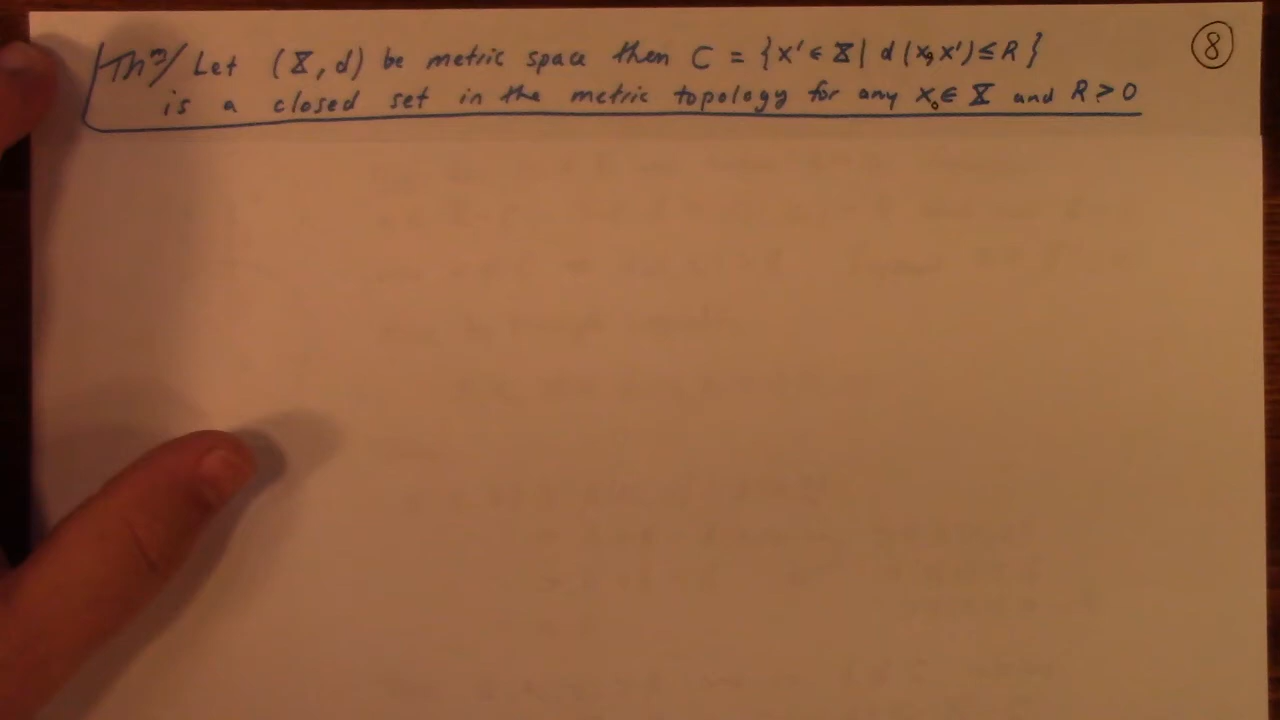 Thm/ Let (X, d) be metric space then C = {x' ∈ X | d(x₀, x') ≤ R}
is a closed set in the metric topology for any x₀ ∈ X and R > 0
8